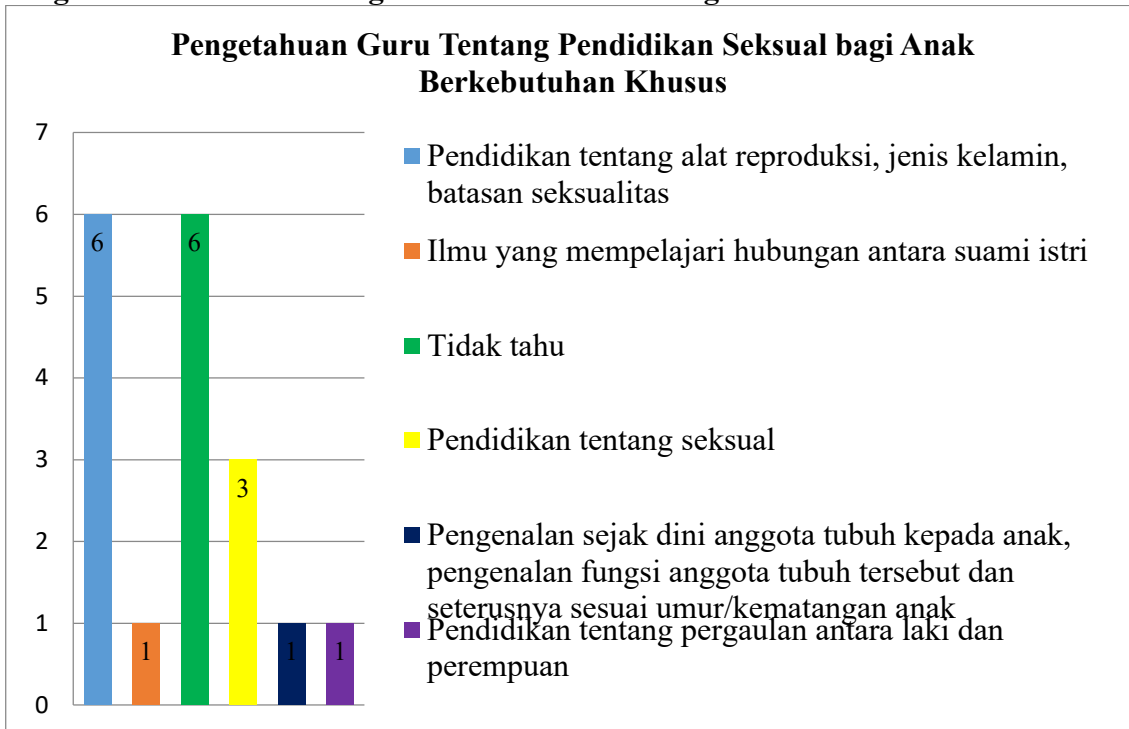 Pengetahuan Guru Tentang Pendidikan Seksual bagi Anak
Berkebutuhan Khusus
7
6
5
4
3
2
1
0
6
1
6
3
1
1
Pendidikan tentang alat reproduksi, jenis kelamin,
batasan seksualitas
Ilmu yang mempelajari hubungan antara suami istri
Tidak tahu
Pendidikan tentang seksual
Pengenalan sejak dini anggota tubuh kepada anak,
pengenalan fungsi anggota tubuh tersebut dan
seterusnya sesuai umur/kematangan anak
Pendidikan tentang pergaulan antara laki dan
perempuan